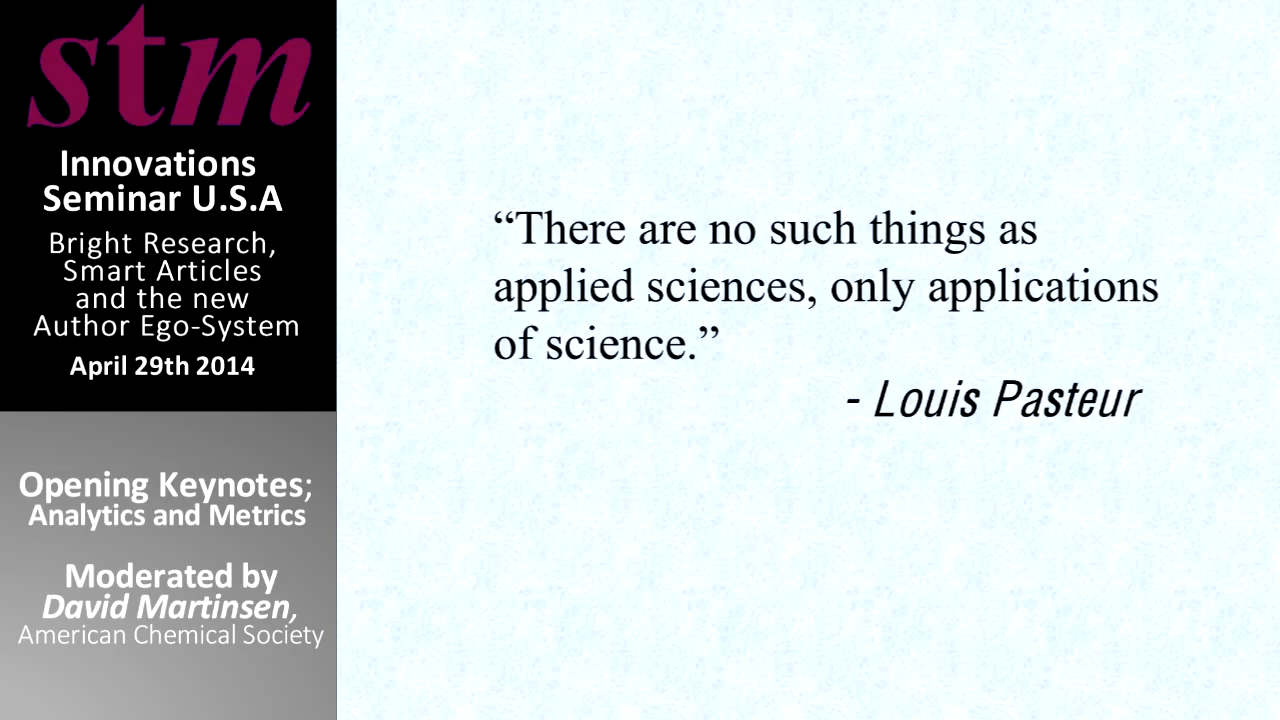 stm
Innovations
Seminar U.S.A
Bright Research,
Smart Articles
and the new
Author Ego-System
April 29th 2014
Opening Keynotes;
Analytics and Metrics
Moderated by
David Martinsen,
American Chemical Society
“There are no such things as
applied sciences, only applications
of science.”
- Louis Pasteur